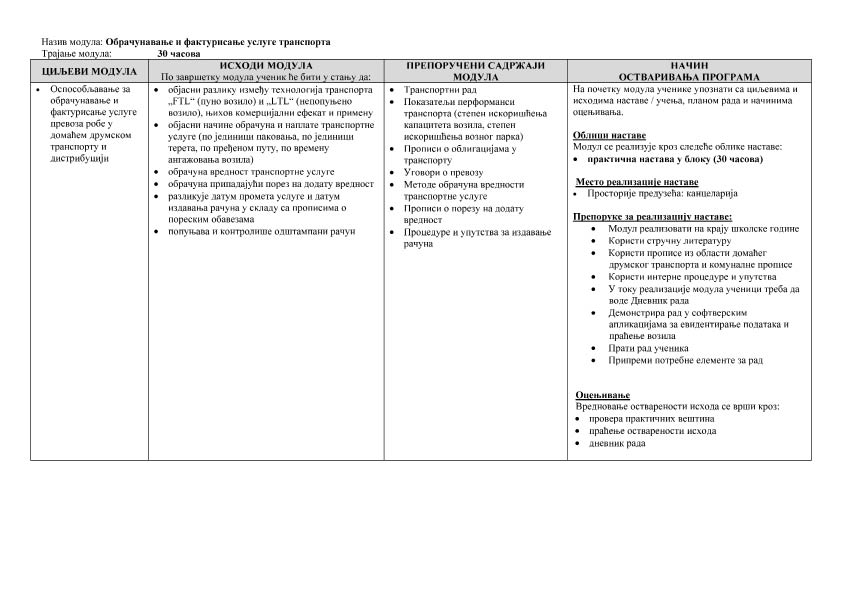 Назив модула: Обрачунавање и фактурисање услуге транспорта
Трајање модула: 30 часова
ЦИЉЕВИ МОДУЛА
ИСХОДИ МОДУЛА
По завршетку модула ученик ће бити у стању да:
ПРЕПОРУЧЕНИ САДРЖАЈИ
МОДУЛА
НАЧИН
ОСТВАРИВАЊА ПРОГРАМА
• Оспособљавање за
обрачунавање и
фактурисање услуге
превоза робе у
домаћем друмском
транспорту и
дистрибуцији
• објасни разлику између технологија транспорта
„FTL“ (пуно возило) и „LTL“ (непопуњено
возило), њихов комерцијални ефекат и примену
• објасни начине обрачуна и наплате транспортне
услуге (по јединици паковања, по јединици
терета, по пређеном путу, по времену
ангажовања возила)
• обрачуна вредност транспортне услуге
• обрачуна припадајући порез на додату вредност
• разликује датум промета услуге и датум
издавања рачуна у складу са прописима о
пореским обавезама
• попуњава и контролише одштампани рачун
• Транспортни рад
• Показатељи перформанси
транспорта (степен искоришћења
капацитета возила, степен
искоришћења возног парка)
• Прописи о облигацијама у
транспорту
• Уговори о превозу
• Методе обрачуна вредности
транспортне услуге
• Прописи о порезу на додату
вредност
• Процедуре и упутства за издавање
рачуна
На почетку модула ученике упознати са циљевима и
исходима наставе / учења, планом рада и начинима
оцењивања.
Облици наставе
Модул се реализује кроз следеће облике наставе:
• практична настава у блоку (30 часова)
Место реализације наставе
• Просторије предузећа: канцеларија
Препоруке за реализацију наставе:
• Модул реализовати на крају школске године
• Користи стручну литературу
• Користи прописе из области домаћег
друмског транспорта и комуналне прописе
• Користи интерне процедуре и упутства
• У току реализације модула ученици треба да
воде Дневник рада
• Демонстрира рад у софтверским
апликацијама за евидентирање података и
праћење возила
• Прати рад ученика
• Припреми потребне елементе за рад
Оцењивање
Вредновање остварености исхода се врши кроз:
• провера практичних вештина
• праћење остварености исхода
• дневник рада